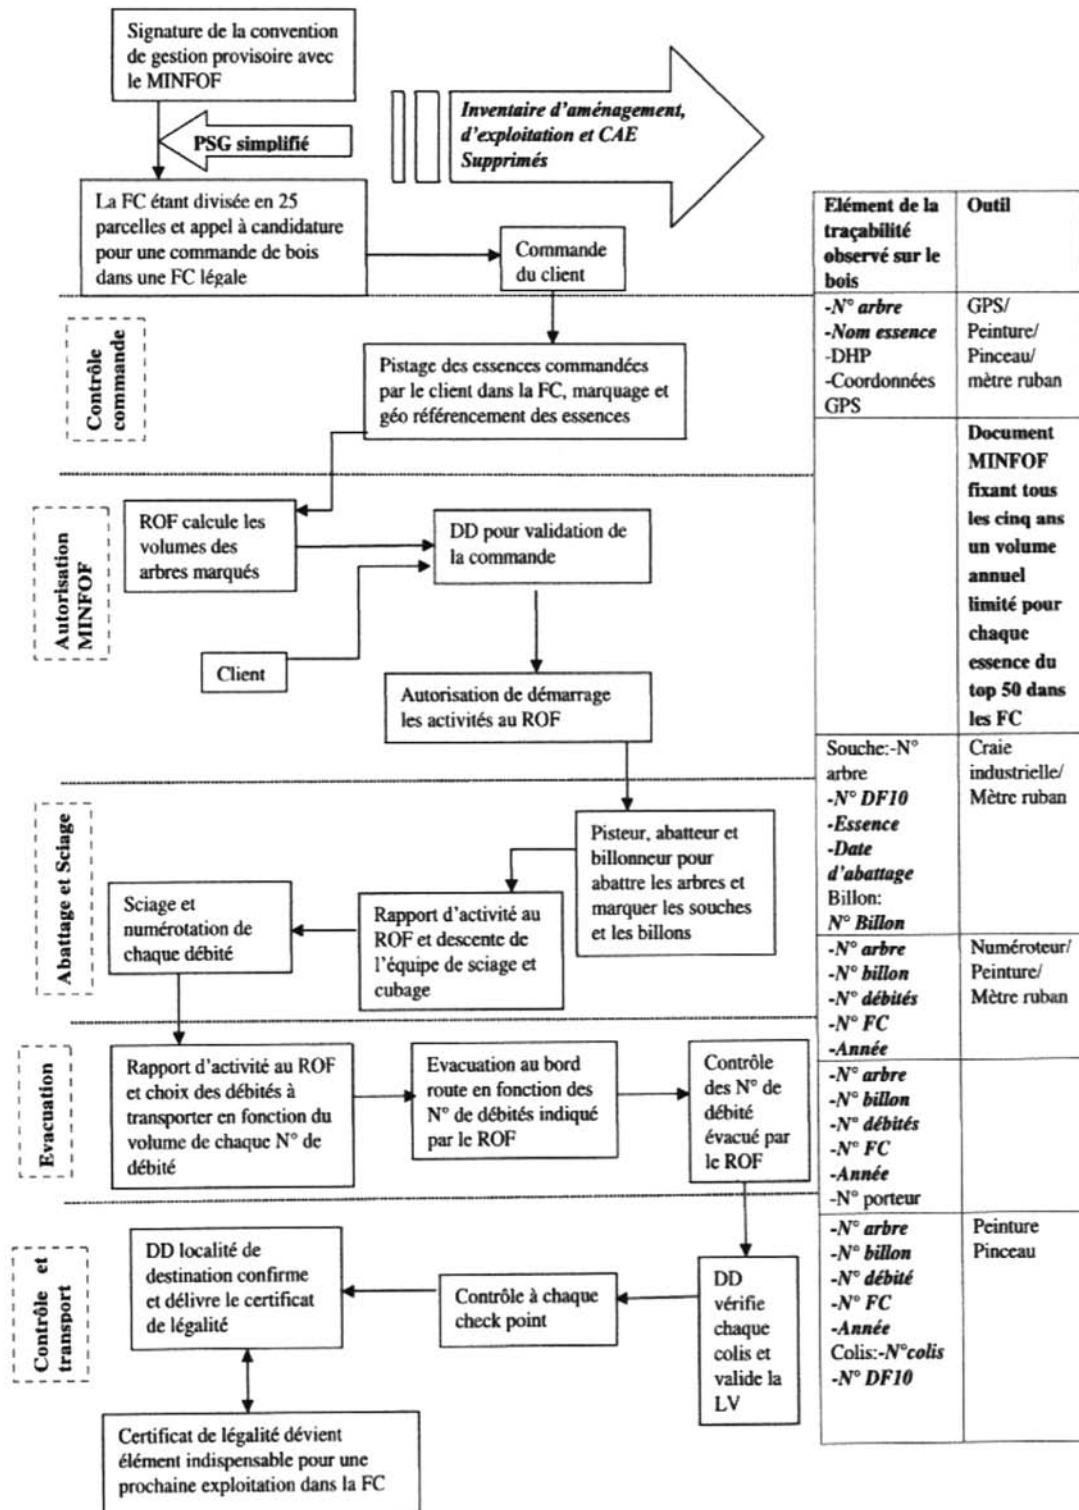 Signature de la convention
de gestion provisoire avec
le MINFOF
PSG simplifié
Inventaire d'aménagement,
d'exploitation et CAE
Supprimés
La FC étant divisée en 25
parcelles et appel à candidature
pour une commande de bois
dans une FC légale
Commande
du client
Contrôle
commande
Pistage des essences commandées
par le client dans la FC, marquage et
géo référencement des essences
Autorisation
MINFOF
ROF calcule les
volumes des
arbres marqués
DD pour validation de
la commande
Client
Autorisation de démarrage
les activités au ROF
Abattage et Sciage
Pisteur, abatteur et
billonneur pour
abattre les arbres et
marquer les souches
et les billons
Rapport d'activité au
ROF et descente de
l'équipe de sciage et
cubage
Sciage et
numérotation de
chaque débité
Evacuation
Rapport d'activité au ROF
et choix des débités à
transporter en fonction du
volume de chaque N° de
débité
Evacuation au bord
route en fonction des
N° de débités indiqué
par le ROF
Contrôle
des N° de
débité
évacué par
le ROF
Contrôle et
transport
DD localité de
destination confirme
et délivre le certificat
de légalité
Contrôle à chaque
check point
DD
vérifie
chaque
colis et
valide la
LV
Certificat de légalité dévient
élément indispensable pour une
prochaine exploitation dans la FC
Elément de la
traçabilité
observé sur le
bois
Outil
-N° arbre
-Nom essence
-DHP
-Coordonnées
GPS
GPS/
Peinture/
Pinceau/
mètre ruban
Document
MINFOF
fixant tous
les cinq ans
un volume
annuel
limité pour
chaque
essence du
top 50 dans
les FC
Souche:-N°
arbre
-N° DF10
-Essence
-Date
d'abattage
Billon:
N° Billon
Craie
industrielle/
Mètre ruban
-N° arbre
-N° billon
-N° débités
-N° FC
-Année
Numéroteur/
Peinture/
Mètre ruban
-N° arbre
-N° billon
-N° débités
-N° FC
-Année
-N° porteur
-N° arbre
-N° billon
-N° débité
-N° FC
-Année
Colis:-N°colis
-N° DF10
Peinture
Pinceau